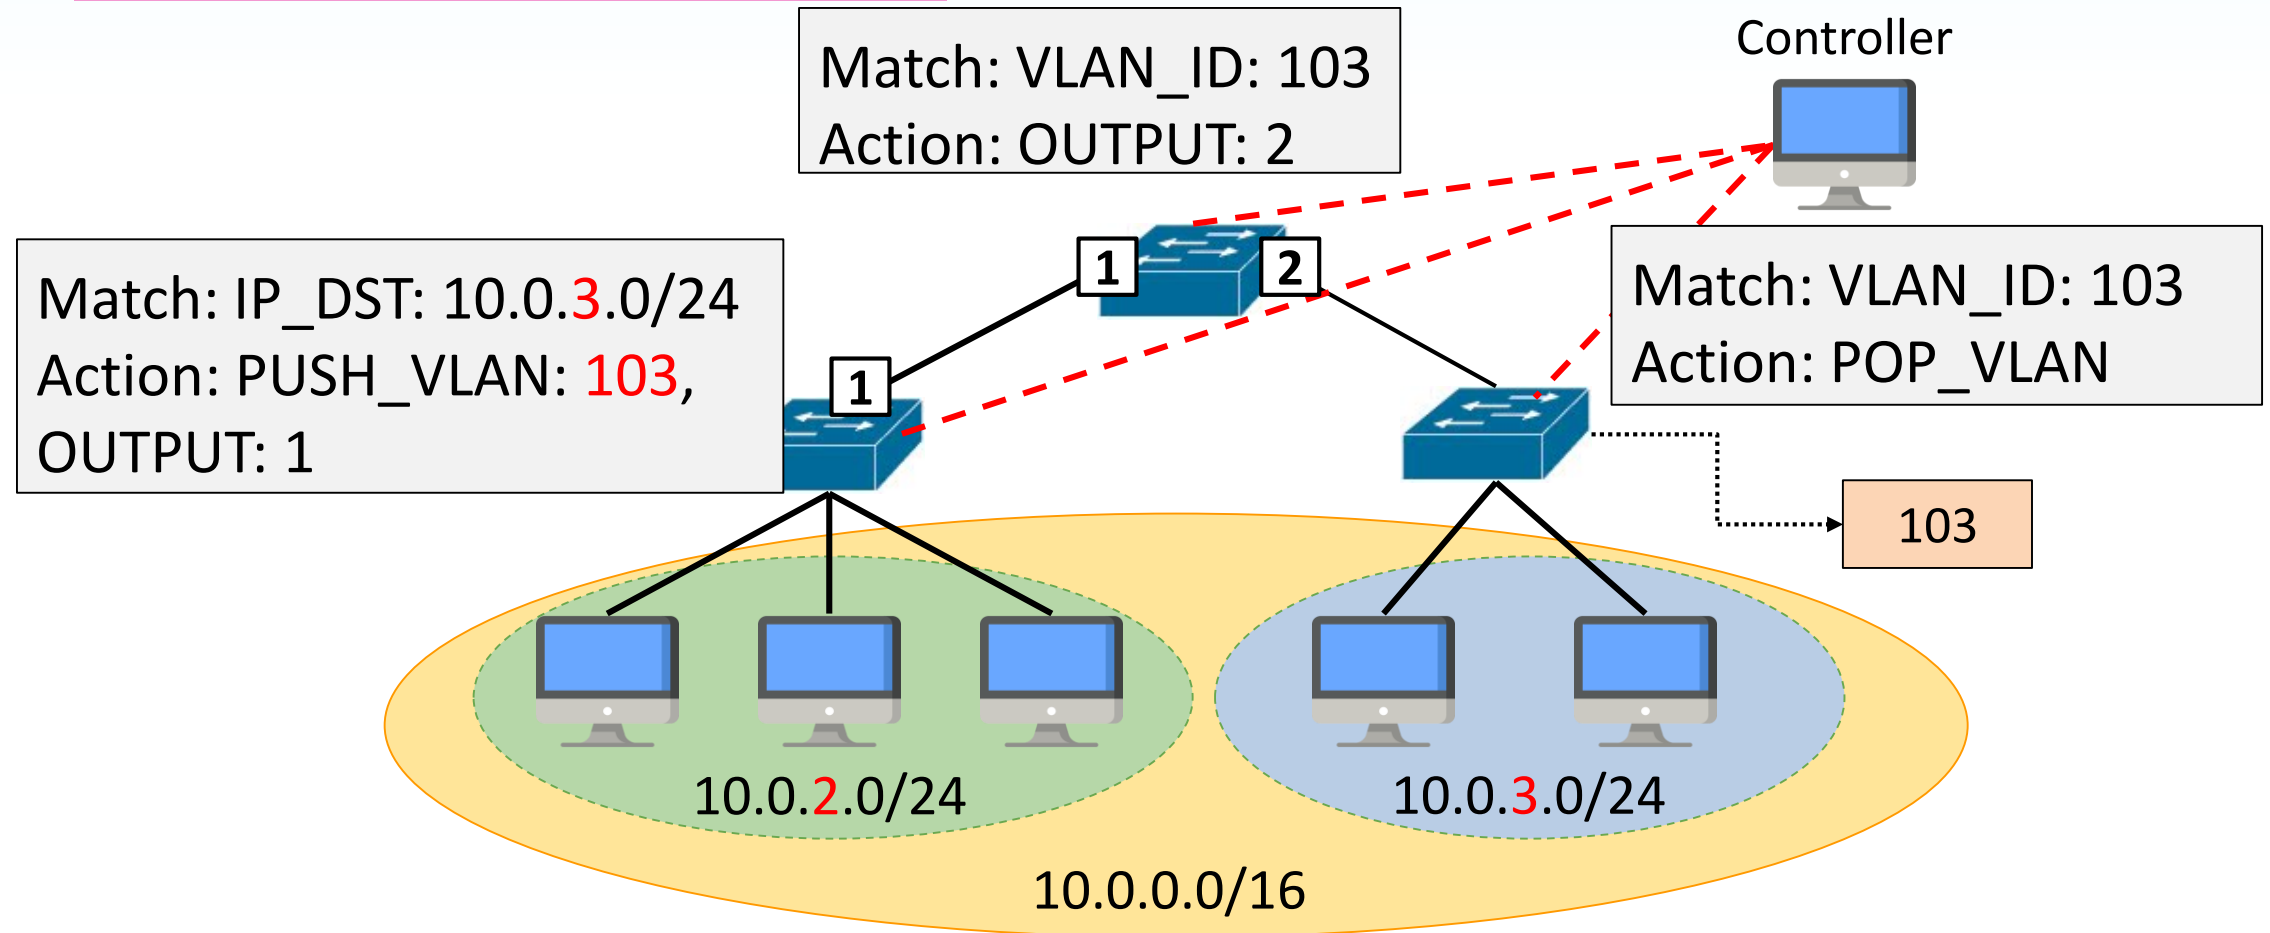 Match: VLAN_ID: 103
Action: OUTPUT: 2
Controller
Match: IP_DST: 10.0.3.0/24
Action: PUSH_VLAN: 103,
OUTPUT: 1
1
2
1
Match: VLAN_ID: 103
Action: POP_VLAN
103
10.0.2.0/24
10.0.3.0/24
10.0.0.0/16